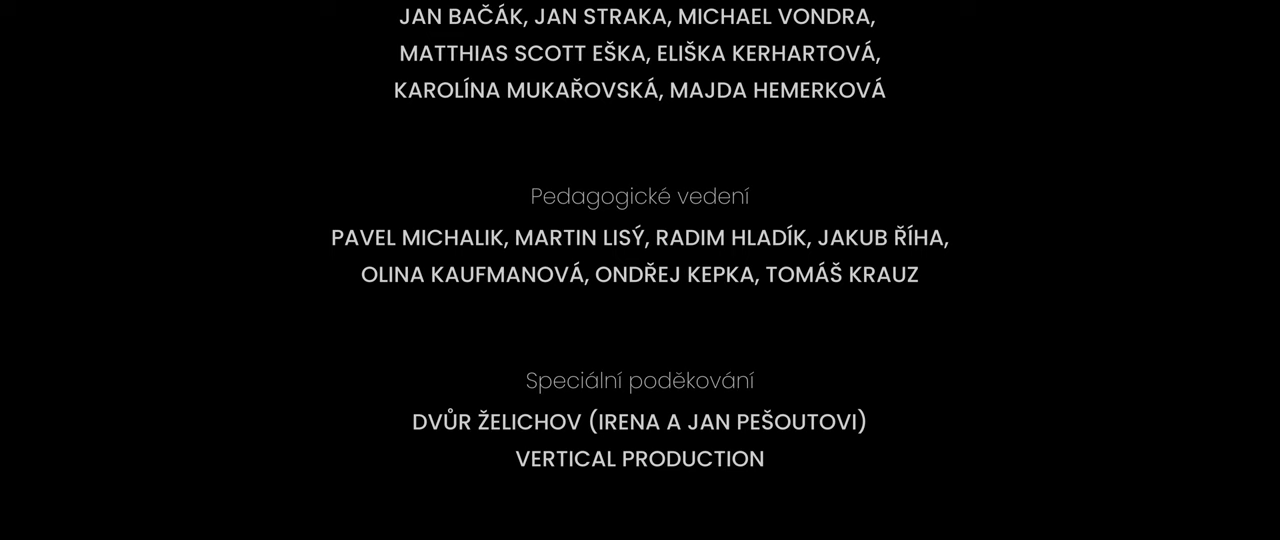 JAN BAČÁK, JAN STRAKA, MICHAEL VONDRA,
MATTHIAS SCOTT EŠKA, ELIŠKA KERHARTOVÁ,
KAROLÍNA MUKAŘOVSKÁ, MAJDA HEMERKOVÁ
Pedagogické vedení
PAVEL MICHALIK, MARTIN LISÝ, RADIM HLADÍK, JAKUB ŘÍHA,
OLINA KAUFMANOVÁ, ONDŘEJ KEPKA, TOMÁŠ KRAUZ
Speciální poděkování
DVŮR ŽELICHOV (IRENA A JAN PEŠOUTOVI)
VERTICAL PRODUCTION